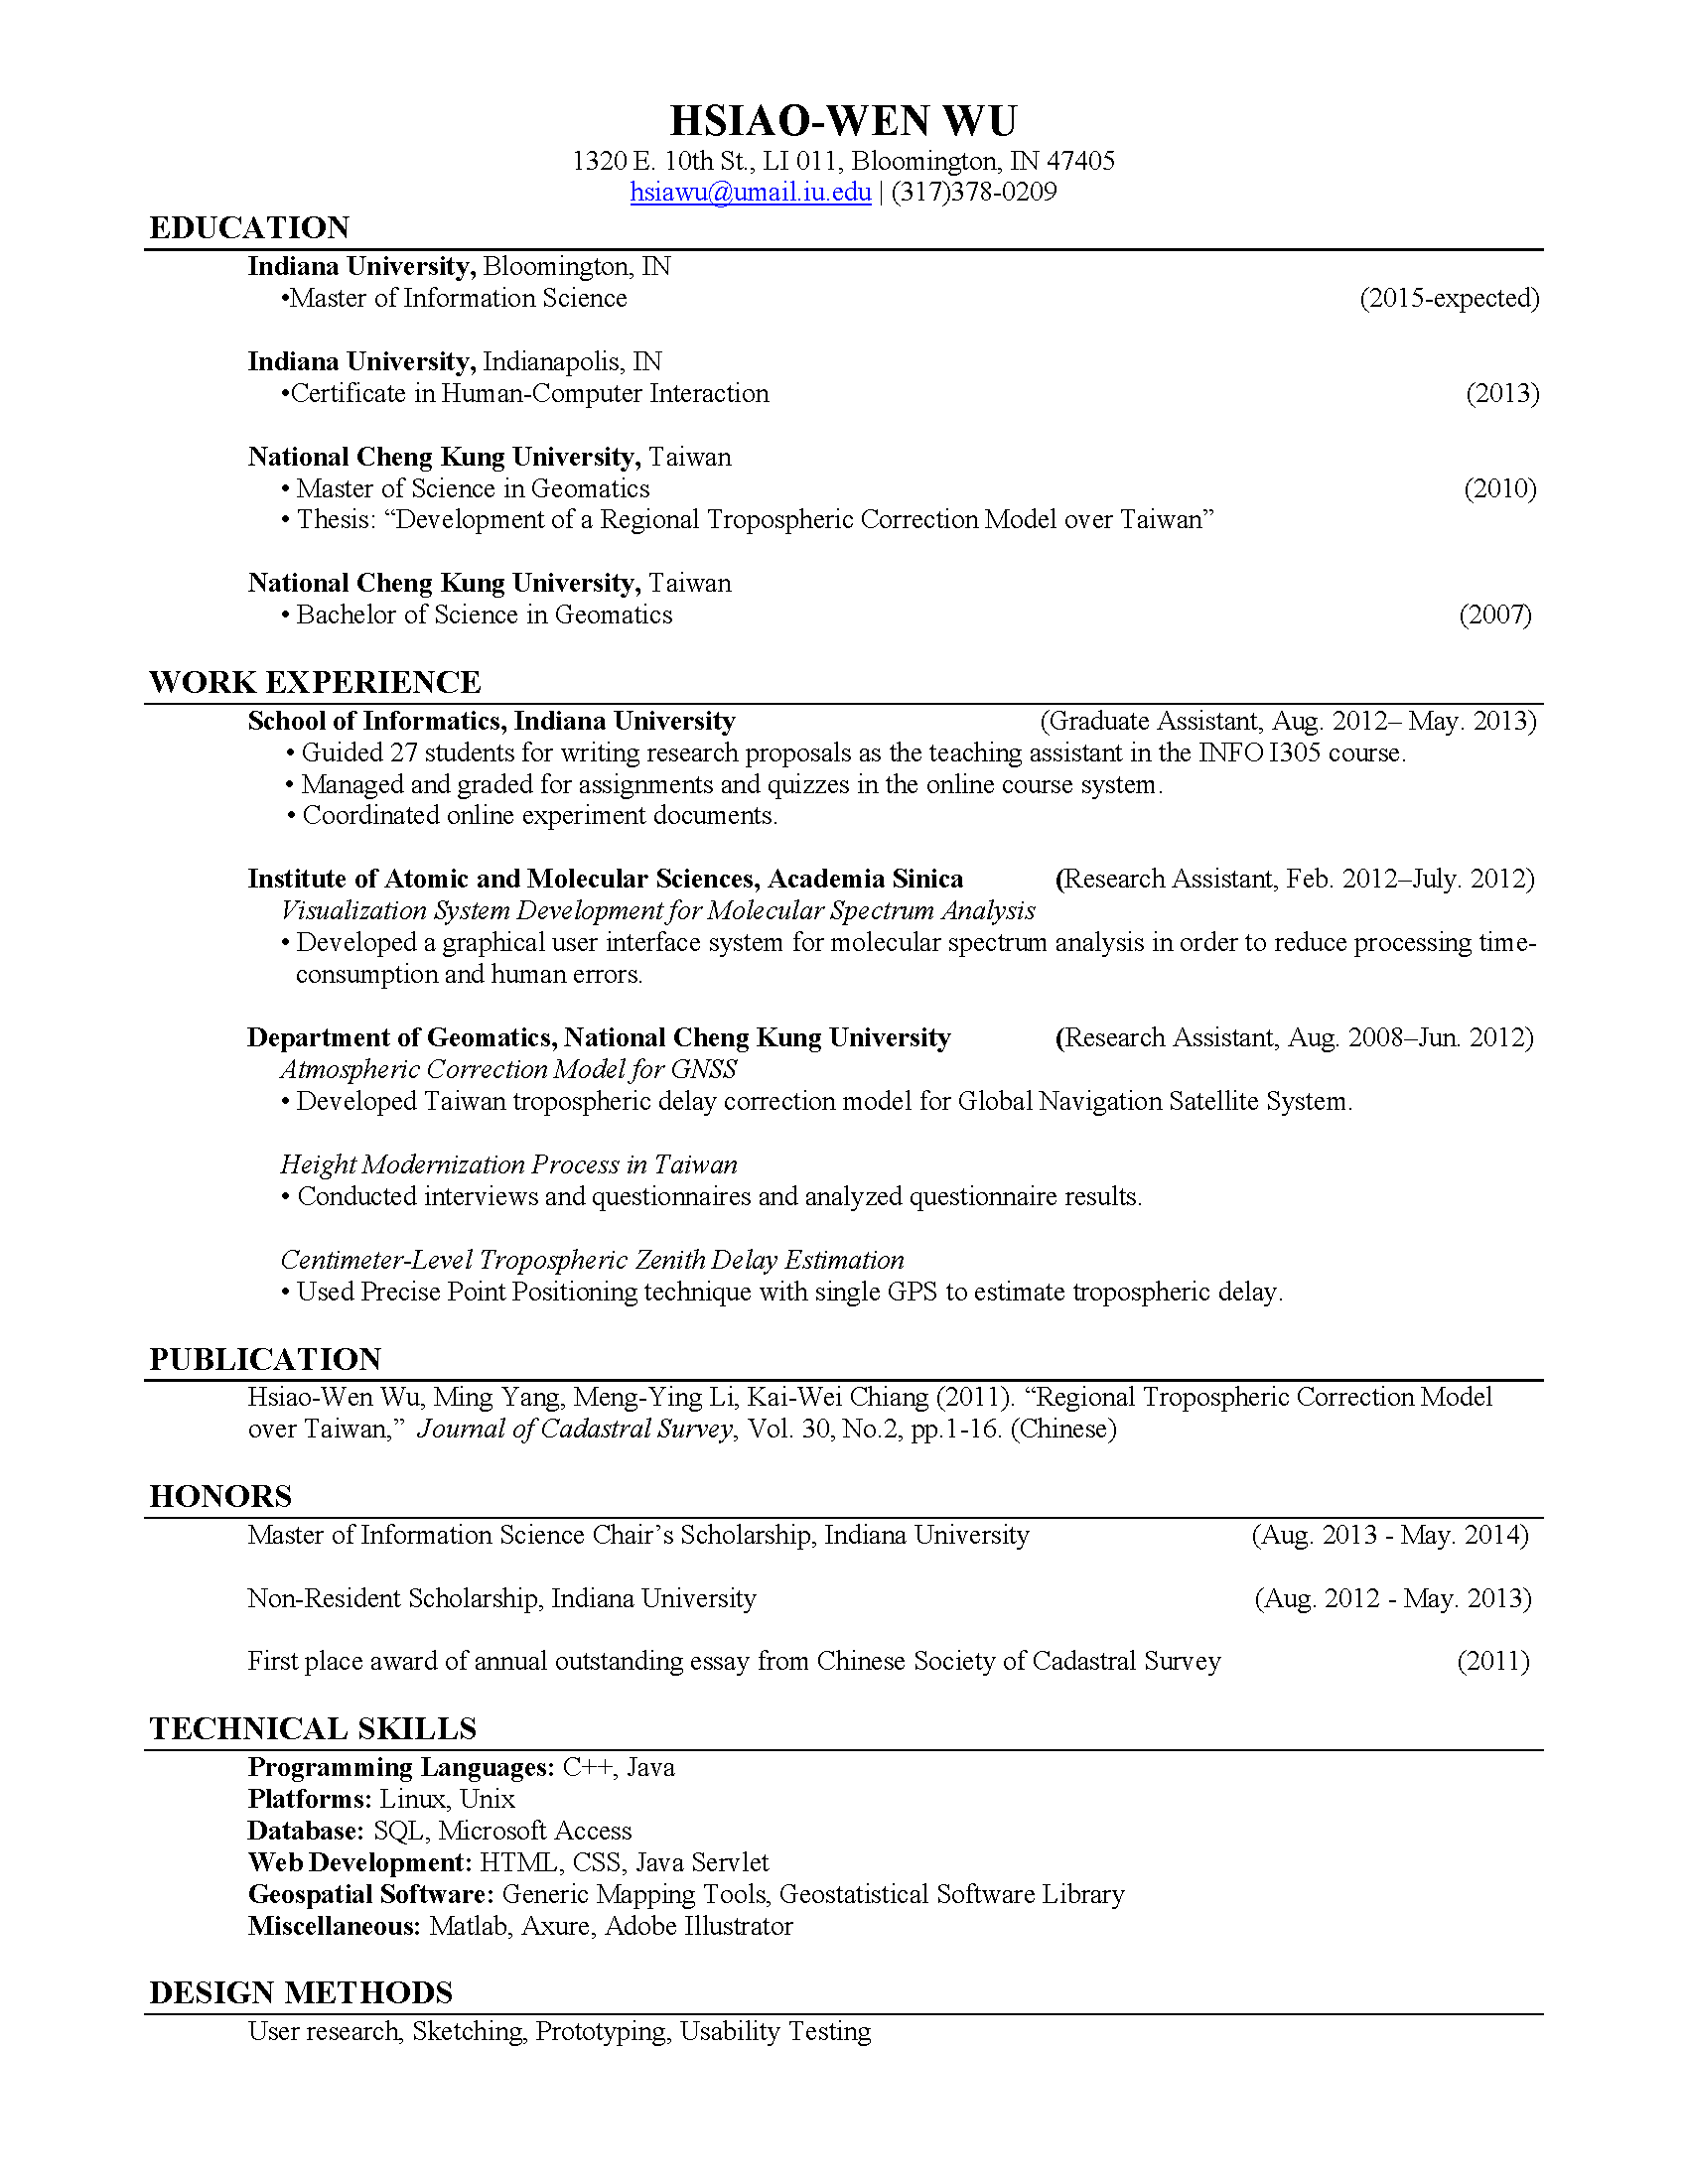 HSIAO-WEN WU
1320 E. 10th St., LI 011, Bloomington, IN 47405
hsiawu@umail.iu.edu | (317)378-0209
EDUCATION
Indiana University, Bloomington, IN
•Master of Information Science (2015-expected)
Indiana University, Indianapolis, IN
•Certificate in Human-Computer Interaction (2013)
National Cheng Kung University, Taiwan
• Master of Science in Geomatics (2010)
• Thesis: “Development of a Regional Tropospheric Correction Model over Taiwan”
National Cheng Kung University, Taiwan
• Bachelor of Science in Geomatics (2007)
WORK EXPERIENCE
School of Informatics, Indiana University (Graduate Assistant, Aug. 2012– May. 2013)
• Guided 27 students for writing research proposals as the teaching assistant in the INFO I305 course.
• Managed and graded for assignments and quizzes in the online course system.
• Coordinated online experiment documents.
Institute of Atomic and Molecular Sciences, Academia Sinica (Research Assistant, Feb. 2012–July. 2012)
Visualization System Development for Molecular Spectrum Analysis
• Developed a graphical user interface system for molecular spectrum analysis in order to reduce processing time-
consumption and human errors.
Department of Geomatics, National Cheng Kung University (Research Assistant, Aug. 2008–Jun. 2012)
Atmospheric Correction Model for GNSS
• Developed Taiwan tropospheric delay correction model for Global Navigation Satellite System.
Height Modernization Process in Taiwan
• Conducted interviews and questionnaires and analyzed questionnaire results.
Centimeter-Level Tropospheric Zenith Delay Estimation
• Used Precise Point Positioning technique with single GPS to estimate tropospheric delay.
PUBLICATION
Hsiao-Wen Wu, Ming Yang, Meng-Ying Li, Kai-Wei Chiang (2011). “Regional Tropospheric Correction Model
over Taiwan,” Journal of Cadastral Survey, Vol. 30, No.2, pp.1-16. (Chinese)
HONORS
Master of Information Science Chair’s Scholarship, Indiana University (Aug. 2013 - May. 2014)
Non-Resident Scholarship, Indiana University (Aug. 2012 - May. 2013)
First place award of annual outstanding essay from Chinese Society of Cadastral Survey (2011)
TECHNICAL SKILLS
Programming Languages: C++, Java
Platforms: Linux, Unix
Database: SQL, Microsoft Access
Web Development: HTML, CSS, Java Servlet
Geospatial Software: Generic Mapping Tools, Geostatistical Software Library
Miscellaneous: Matlab, Axure, Adobe Illustrator
DESIGN METHODS
User research, Sketching, Prototyping, Usability Testing